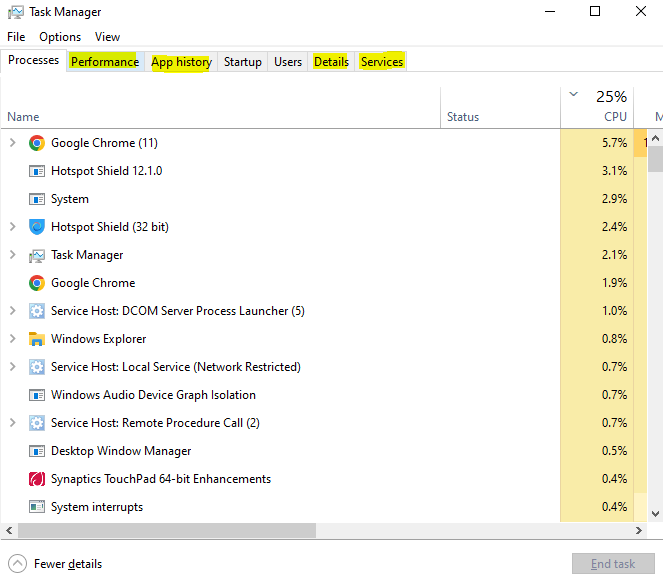 Task Manager
File Options View
Processes Performance App history Startup Users Details Services
25%
Name Status CPU M
Google Chrome (11) 5.7% 1
Hotspot Shield 12.1.0 3.1%
System 2.9%
Hotspot Shield (32 bit) 2.4%
Task Manager 2.1%
Google Chrome 1.9%
Service Host: DCOM Server Process Launcher (5) 1.0%
Windows Explorer 0.8%
Service Host: Local Service (Network Restricted) 0.7%
Windows Audio Device Graph Isolation 0.7%
Service Host: Remote Procedure Call (2) 0.7%
Desktop Window Manager 0.5%
Synaptics TouchPad 64-bit Enhancements 0.4%
System interrupts 0.4%
Fewer details End task